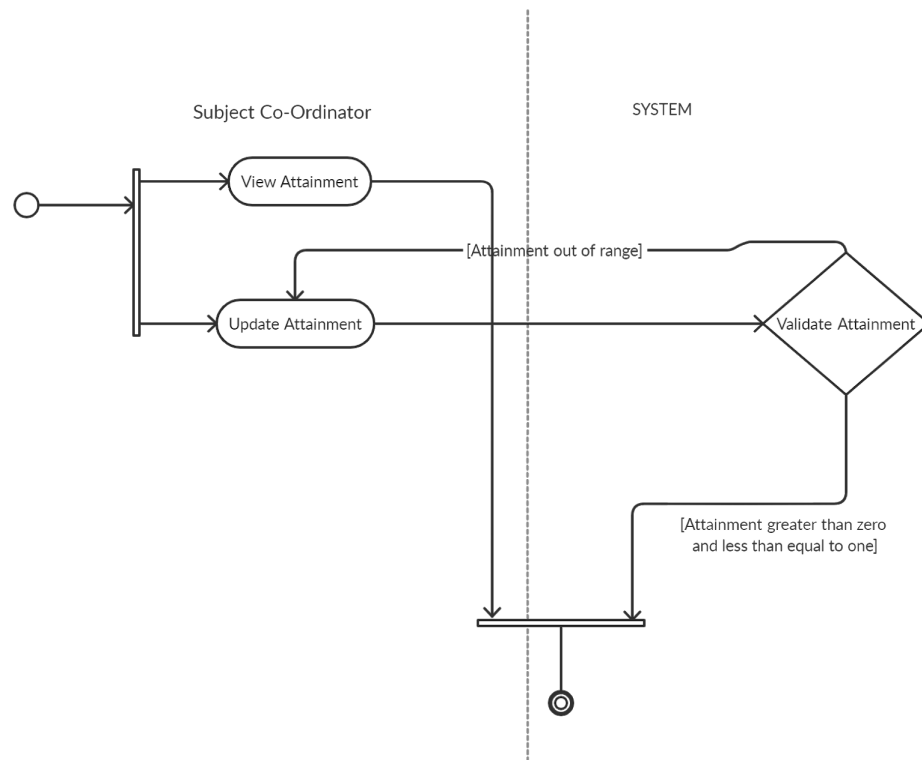 Subject Co-Ordinator
SYSTEM
View Attainment
[Attainment out of range]
Update Attainment
Validate Attainment
[Attainment greater than zero
and less than equal to one]